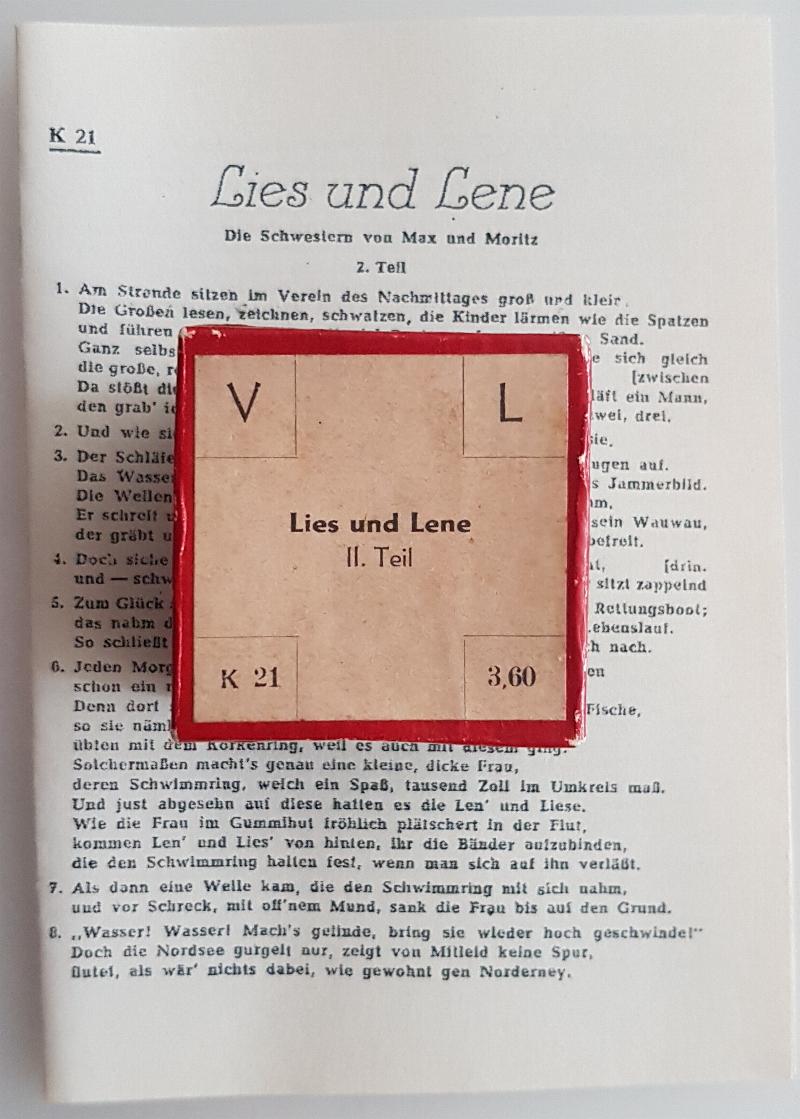 K 21
Lies und Lene
Die Schwestern von Max und Moritz
2. Teil
1. Am Strande sitzen im Verein des Nachmittages groß und klein.
Die Großen lesen, zeichnen, schwatzen, die Kinder lärmen wie die Spatzen
und führen Sand.
Ganz selbs e sich gleich
die große, r [zwischen
Da stößt di läft ein Mann,
den grab' i wei, drei.
2. Und wie si sie.
3. Der Schläfe ugen auf.
Das Wasse s Jammerbild.
Die Wellen m,
Er schreit u sein Wauwau,
der gräbt u befreit.
4. Doch siehe t, [drin.
und — schw sitzt zappelnd
5. Zum Glück Rettungsboot;
das nahm d ebenslauf.
So schließt h nach.
6. Jeden Morg en
schon ein
Denn dort Fische,
so sie näml
übten mit dem Korkenring, weil es auch mit diesem ging.
Solchermaßen macht's genau eine kleine, dicke Frau,
deren Schwimmring, welch ein Spaß, tausend Zoll im Umkreis maß.
Und just abgesehn auf diese hatten es die Len' und Liese.
Wie die Frau im Gummihut fröhlich plätschert in der Flut,
kommen Len' und Lies' von hinten, ihr die Bänder aufzubinden,
die den Schwimmring halten fest, wenn man sich auf ihn verläßt.
7. Als dann eine Welle kam, die den Schwimmring mit sich nahm,
und vor Schreck, mit off'nem Mund, sank die Frau bis auf den Grund.
8. „Wasser! Wasser! Mach's gelinde, bring sie wieder hoch geschwinde!"
Doch die Nordsee gurgelt nur, zeigt von Mitleid keine Spur,
flutet, als wär' nichts dabei, wie gewohnt gen Norderney.
V L
Lies und Lene
II. Teil
K 21 3,60